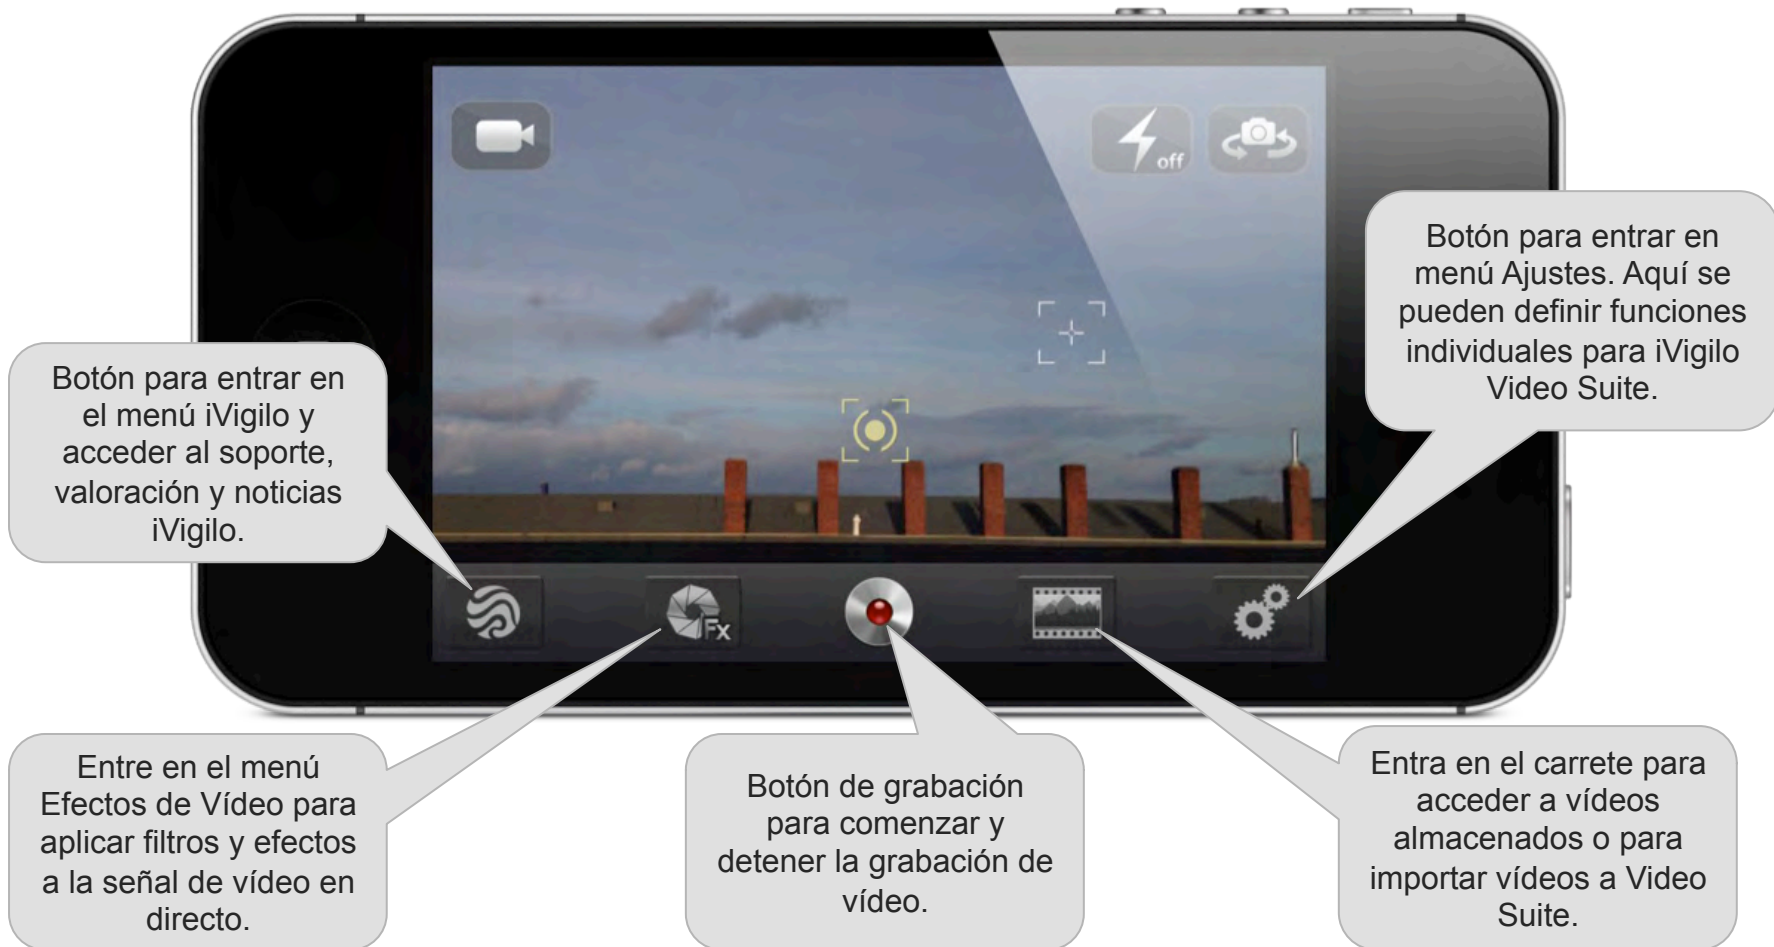 off
Botón para entrar en
menú Ajustes. Aquí se
pueden definir funciones
individuales para iVigilo
Video Suite.
Botón para entrar en
el menú iVigilo y
acceder al soporte,
valoración y noticias
iVigilo.
Fx
Entre en el menú
Efectos de Vídeo para
aplicar filtros y efectos
a la señal de vídeo en
directo.
Botón de grabación
para comenzar y
detener la grabación de
vídeo.
Entra en el carrete para
acceder a vídeos
almacenados o para
importar vídeos a Video
Suite.